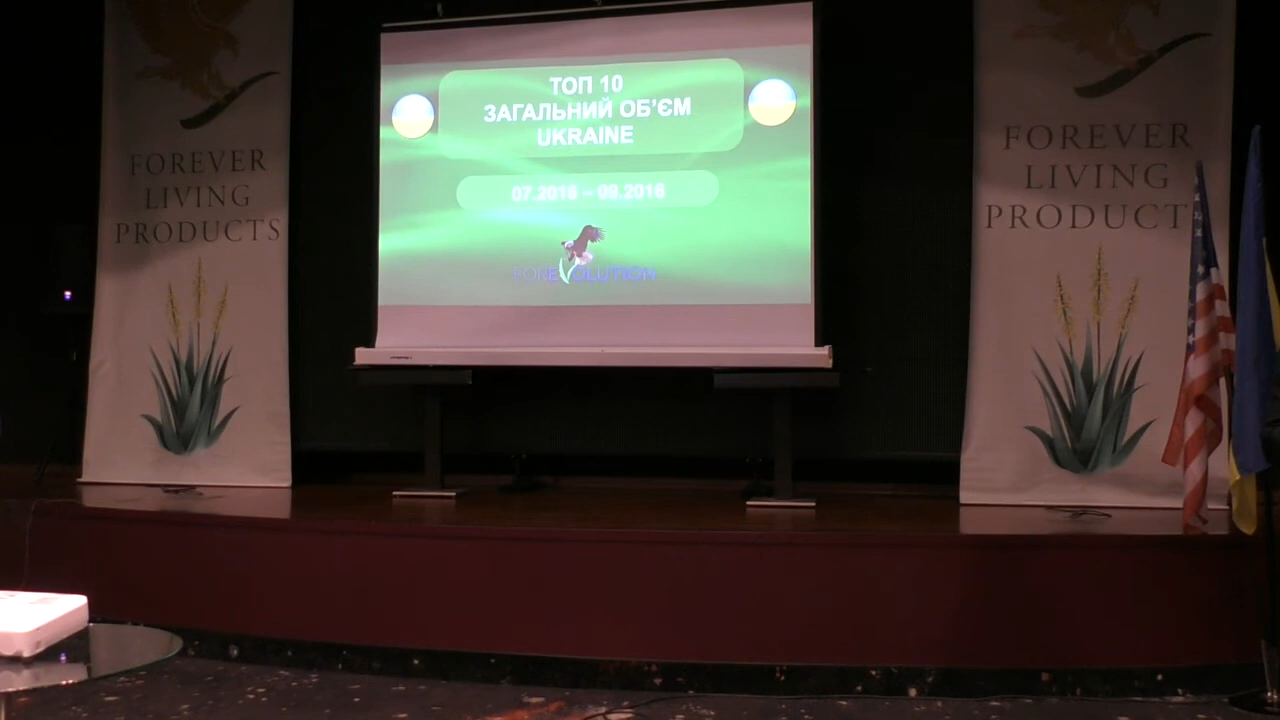 FOREVER
LIVING
PRODUCTS
ТОП 10
ЗАГАЛЬНИЙ ОБ’ЄМ
UKRAINE
07.2016 – 09.2016
FOREVER
LIVING
PRODUCT